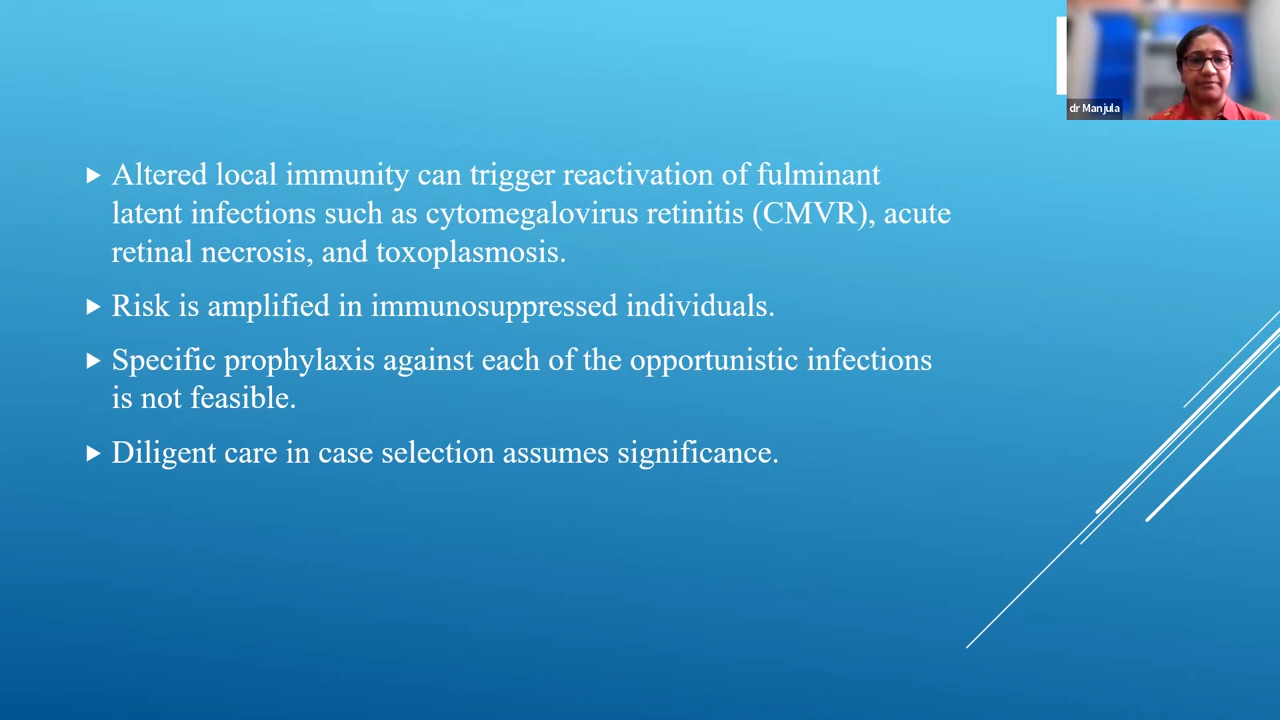 Altered local immunity can trigger reactivation of fulminant
latent infections such as cytomegalovirus retinitis (CMVR), acute
retinal necrosis, and toxoplasmosis.
Risk is amplified in immunosuppressed individuals.
Specific prophylaxis against each of the opportunistic infections
is not feasible.
Diligent care in case selection assumes significance.
dr Manjula